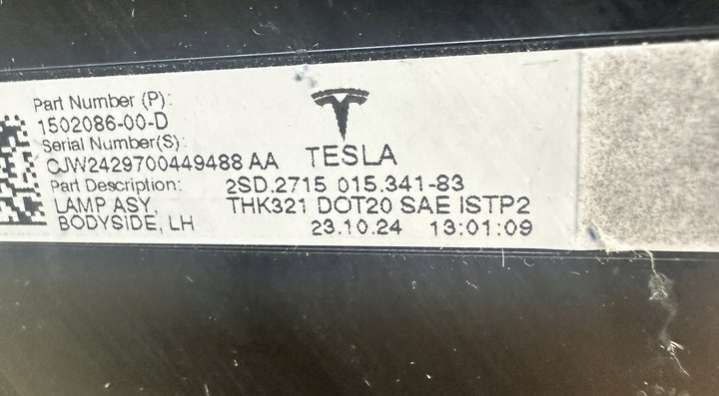 Part Number (P):
1502086-00-D
Serial Number(S):
CJW2429700449488 AA
TESLA
Part Description:
2SD.2715 015.341-83
LAMP ASY,
THK321 DOT20 SAE ISTP2
BODYSIDE, LH
23.10.24 13:01:09